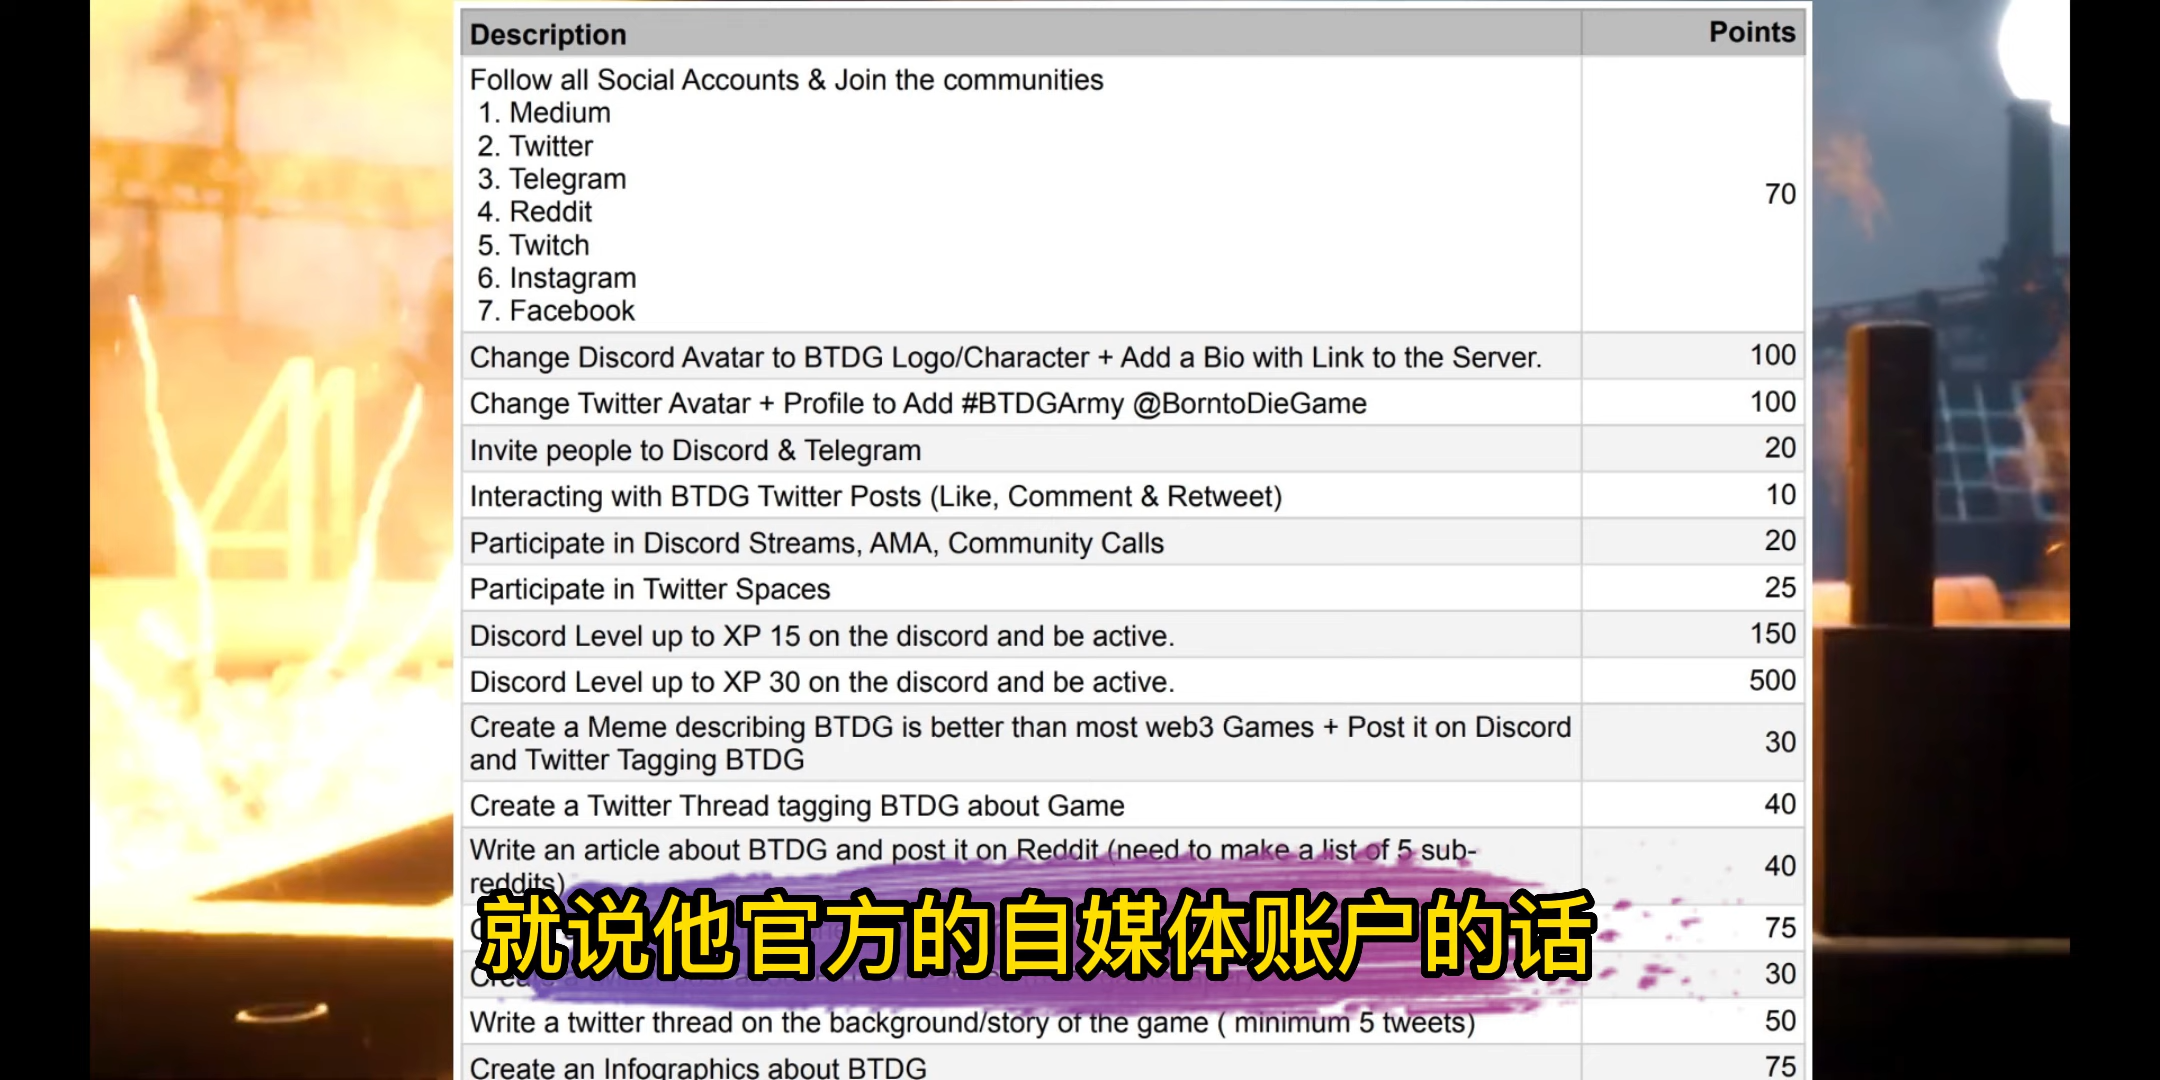 Description Points
Follow all Social Accounts & Join the communities
1. Medium
2. Twitter
3. Telegram
4. Reddit
5. Twitch
6. Instagram
7. Facebook
70
Change Discord Avatar to BTDG Logo/Character + Add a Bio with Link to the Server. 100
Change Twitter Avatar + Profile to Add #BTDGArmy @BorntoDieGame 100
Invite people to Discord & Telegram 20
Interacting with BTDG Twitter Posts (Like, Comment & Retweet) 10
Participate in Discord Streams, AMA, Community Calls 20
Participate in Twitter Spaces 25
Discord Level up to XP 15 on the discord and be active. 150
Discord Level up to XP 30 on the discord and be active. 500
Create a Meme describing BTDG is better than most web3 Games + Post it on Discord
and Twitter Tagging BTDG
30
Create a Twitter Thread tagging BTDG about Game 40
Write an article about BTDG and post it on Reddit (need to make a list of 5 sub-
reddits)
40
就说他官方的自媒体账户的话
75
30
Write a twitter thread on the background/story of the game ( minimum 5 tweets) 50
Create an Infographics about BTDG 75